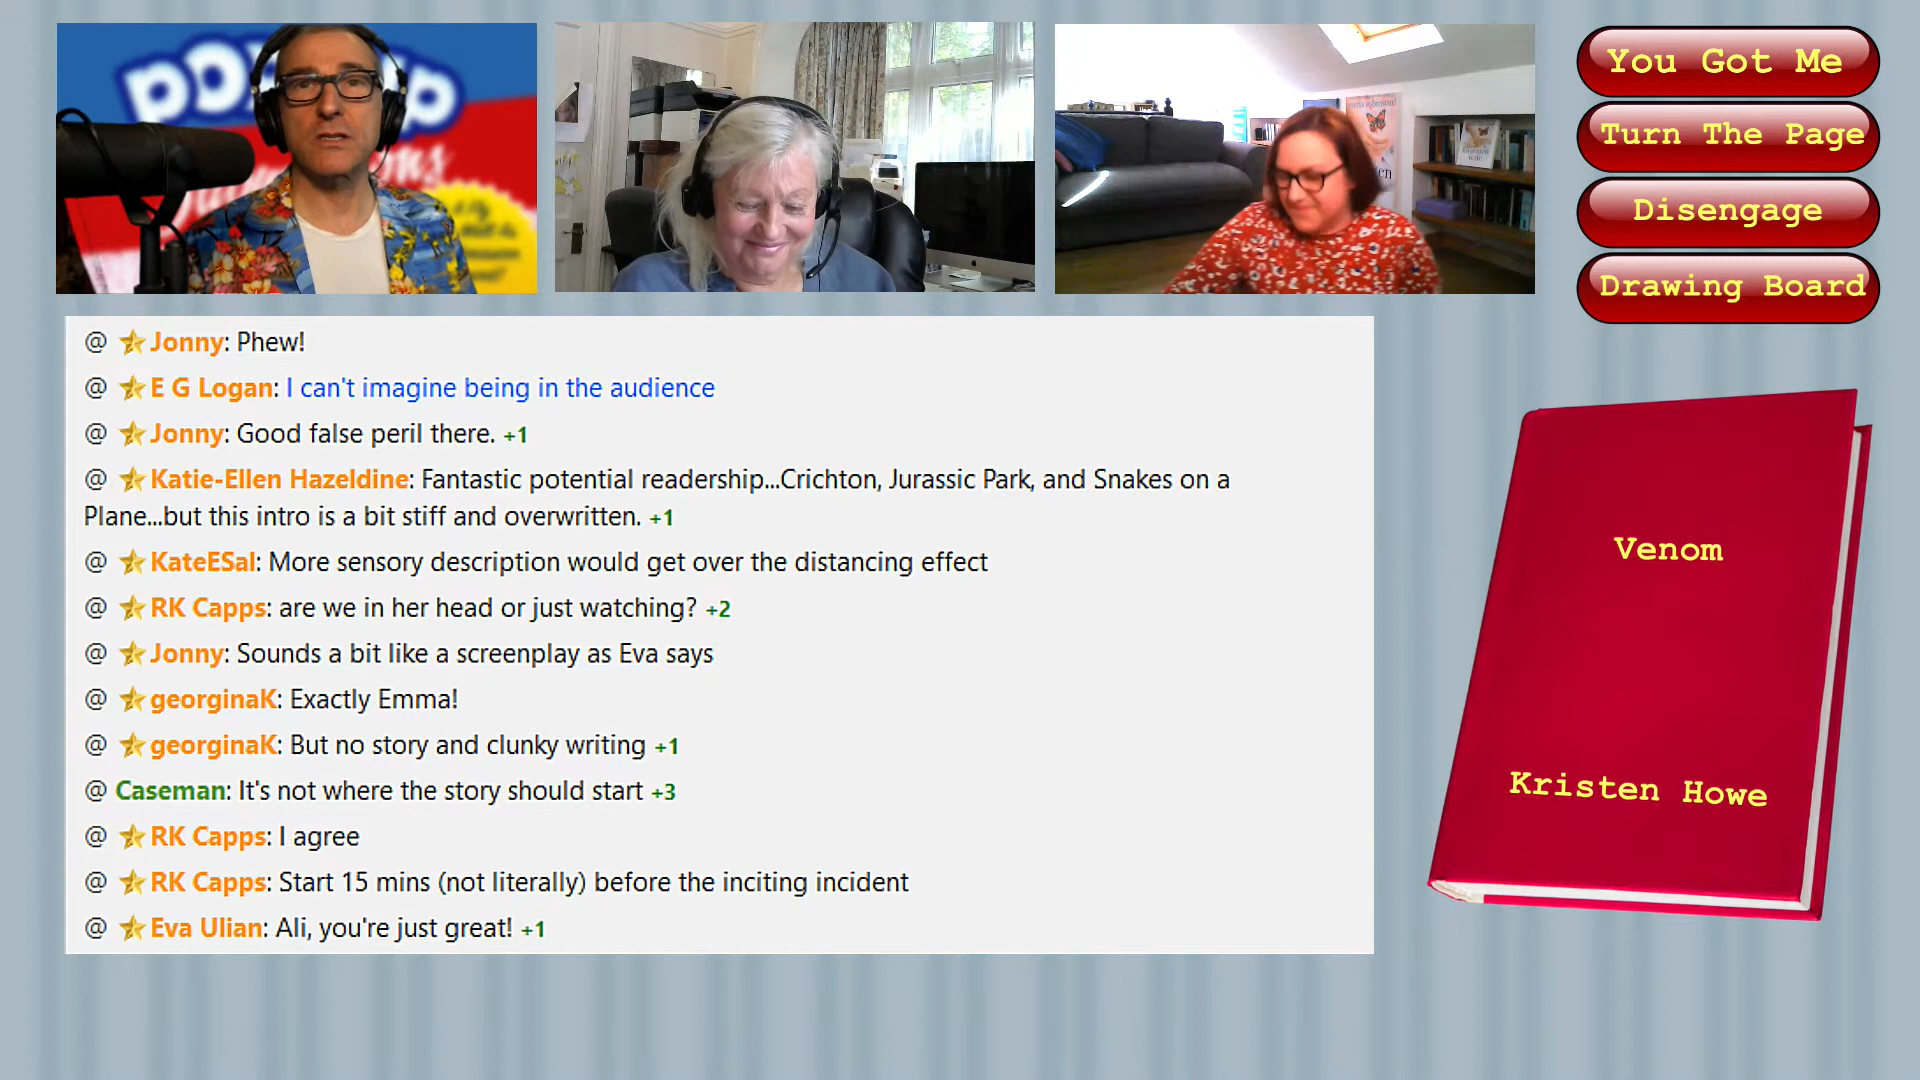 You Got Me
Turn The Page
Disengage
Drawing Board
@ Jonny: Phew!
@ E G Logan: I can't imagine being in the audience
@ Jonny: Good false peril there. +1
@ Katie-Ellen Hazeldine: Fantastic potential readership...Crichton, Jurassic Park, and Snakes on a
Plane...but this intro is a bit stiff and overwritten. +1
@ KateESal: More sensory description would get over the distancing effect
@ RK Capps: are we in her head or just watching? +2
@ Jonny: Sounds a bit like a screenplay as Eva says
@ georginaK: Exactly Emma!
@ georginaK: But no story and clunky writing +1
@ Caseman: It's not where the story should start +3
@ RK Capps: I agree
@ RK Capps: Start 15 mins (not literally) before the inciting incident
@ Eva Ulian: Ali, you're just great! +1
Venom
Kristen Howe